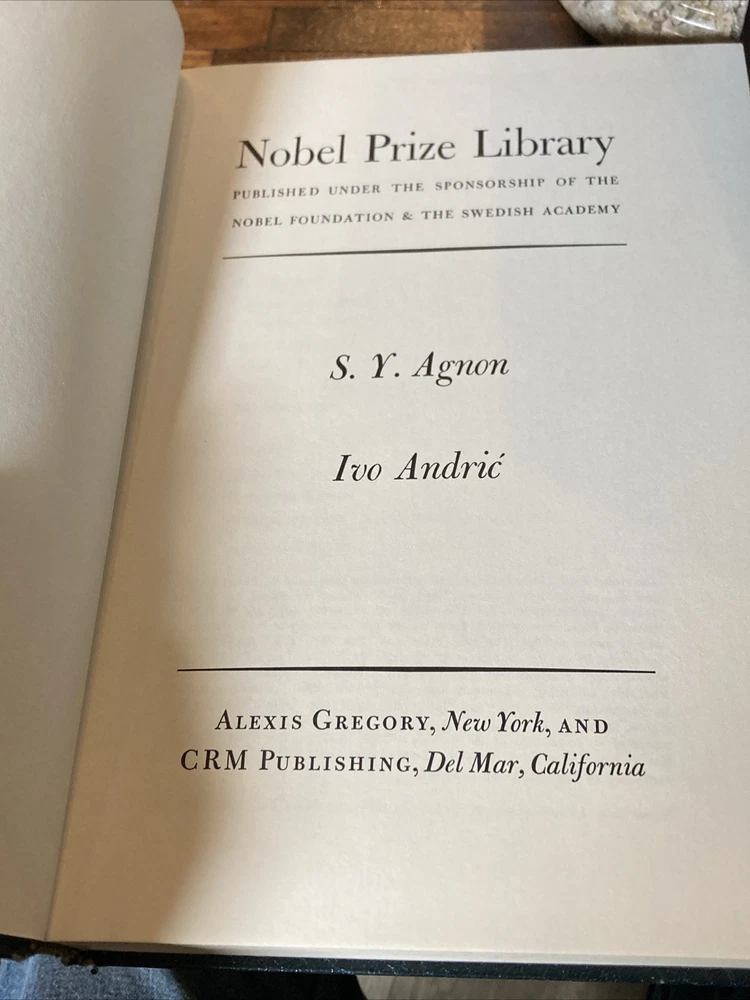 Nobel Prize Library
PUBLISHED UNDER THE SPONSORSHIP OF THE
NOBEL FOUNDATION & THE SWEDISH ACADEMY
S. Y. Agnon
Ivo Andrić
ALEXIS GREGORY, New York, AND
CRM PUBLISHING, Del Mar, California